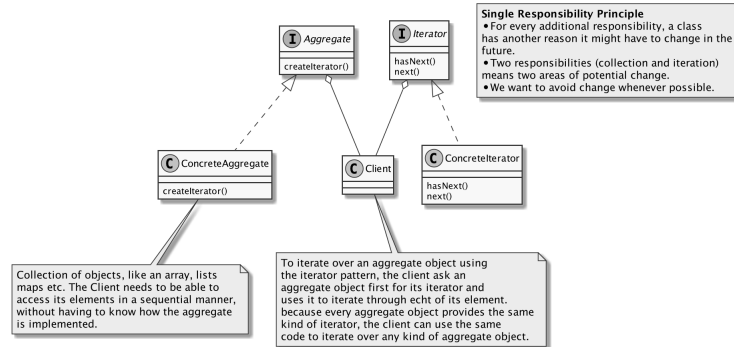 Single Responsibility Principle
• For every additional responsibility, a class
has another reason it might have to change in the
future.
• Two responsibilities (collection and iteration)
means two areas of potential change.
• We want to avoid change whenever possible.
I Aggregate
createIterator()
I Iterator
hasNext()
next()
C ConcreteAggregate
createIterator()
C Client
C ConcreteIterator
hasNext()
next()
Collection of objects, like an array, lists
maps etc. The Client needs to be able to
access its elements in a sequential manner,
without having to know how the aggregate
is implemented.
To iterate over an aggregate object using
the iterator pattern, the client ask an
aggregate object first for its iterator and
uses it to iterate through echt of its element.
because every aggregate object provides the same
kind of iterator, the client can use the same
code to iterate over any kind of aggregate object.